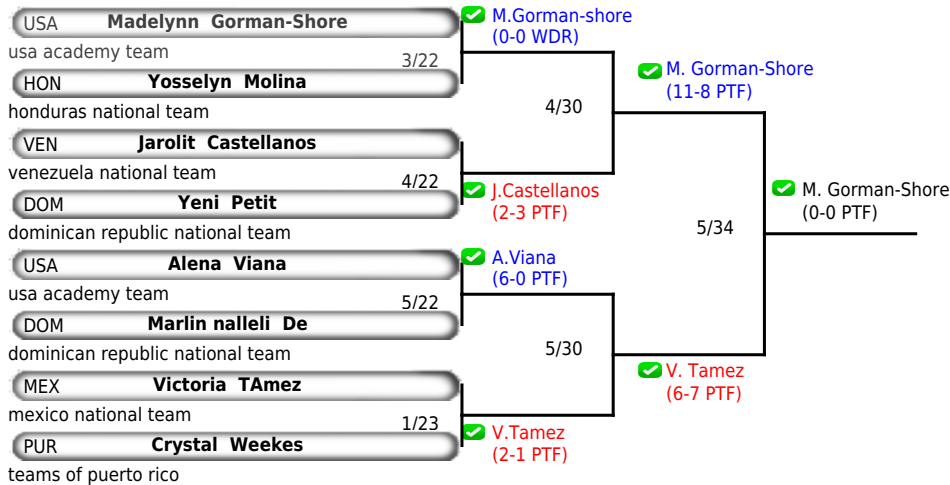 USA Madelynn Gorman-Shore
usa academy team
3/22
HON Yosselyn Molina
honduras national team
VEN Jarolit Castellanos
venezuela national team
4/22
DOM Yeni Petit
dominican republic national team
USA Alena Viana
usa academy team
5/22
DOM Marlin nalleli De
dominican republic national team
MEX Victoria TAmez
mexico national team
1/23
PUR Crystal Weekes
teams of puerto rico
M.Gorman-shore
(0-0 WDR)
4/30
J.Castellanos
(2-3 PTF)
A.Viana
(6-0 PTF)
5/30
V.Tamez
(2-1 PTF)
M. Gorman-Shore
(11-8 PTF)
5/34
V. Tamez
(6-7 PTF)
M. Gorman-Shore
(0-0 PTF)